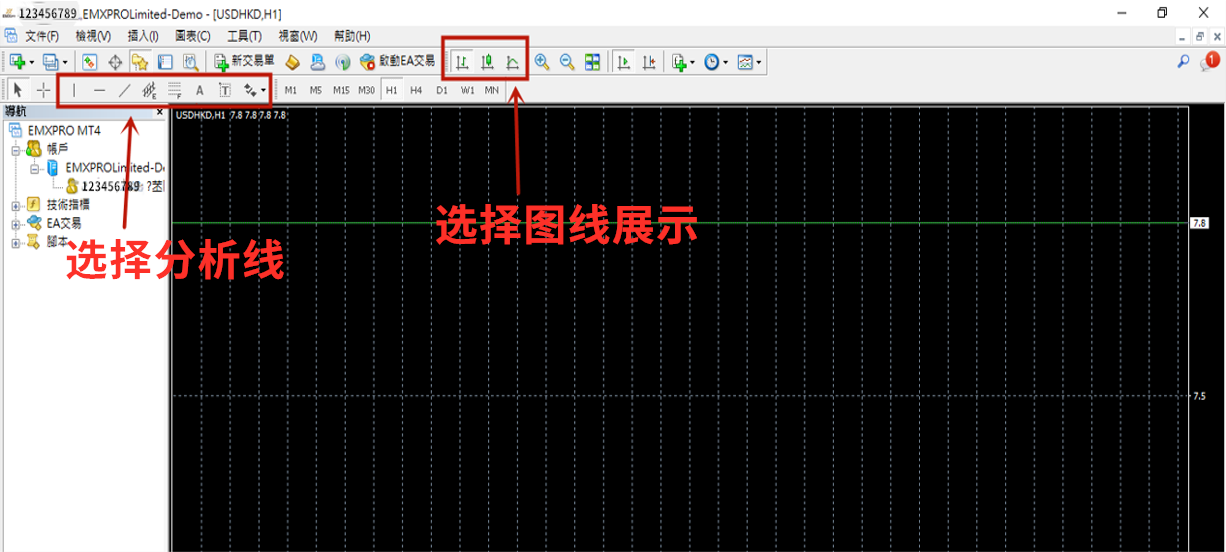 123456789_EMXPROLimited-Demo - [USDHKD,H1]
文件(F) 檢視(V) 插入(I) 圖表(C) 工具(T) 視窗(W) 幫助(H)
新交易單 啟動EA交易 1
E F A T M1 M5 M15 M30 H1 H4 D1 W1 MN
導航
USDHKD,H1 7.8 7.8 7.8 7.8
EMXPRO MT4
帳戶
EMXPROLimited-De
123456789
技術指標
EA交易
腳本
选择分析线
选择图线展示
7.8
7.5